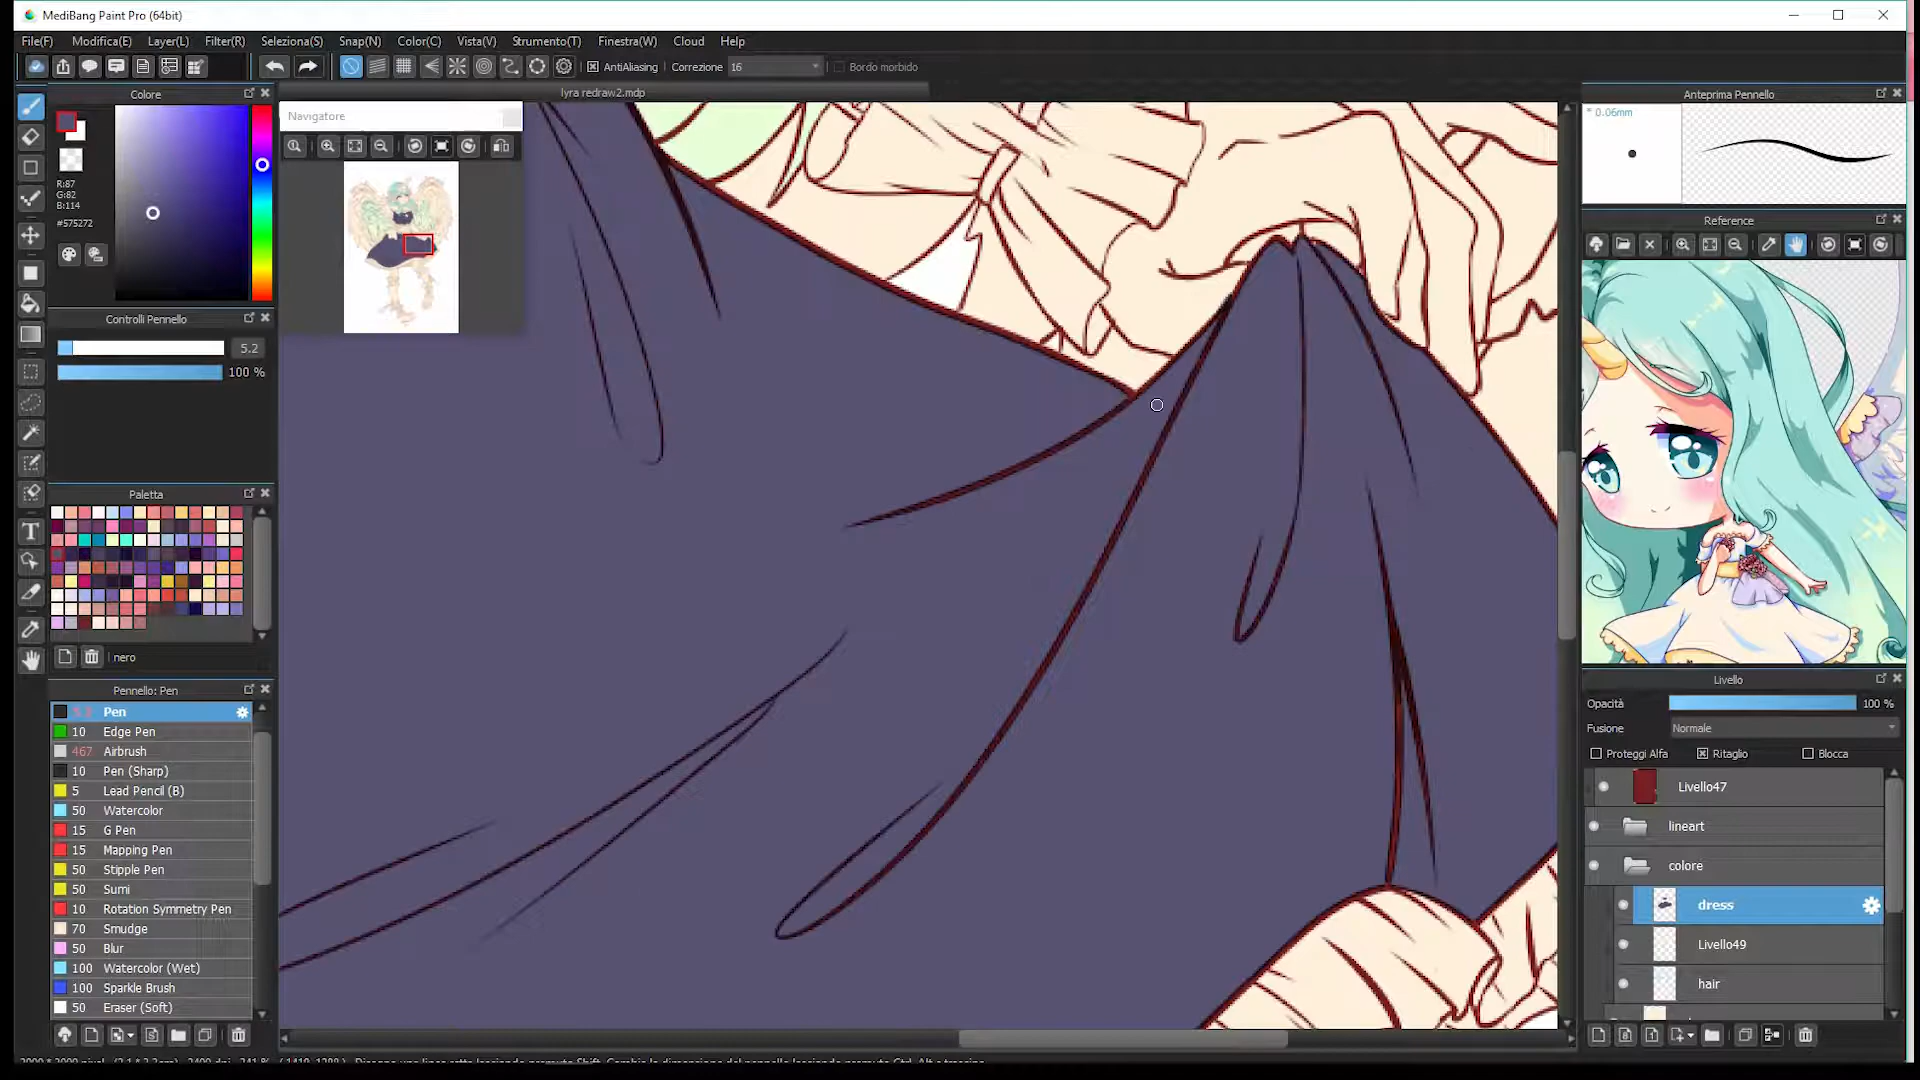 MediBang Paint Pro (64bit)
File(F) Modifica(E) Layer(L) Filter(R) Seleziona(S) Snap(N) Color(C) Vista(V) Strumento(T) Finestra(W) Cloud Help
AntiAliasing Correzione 16 Bordo morbido
Colore
lyra redraw2.mdp
Navigatore
R:87
G:82
B:114
#575272
Controlli Pennello
5.2
100 %
Paletta
nero
Pennello: Pen
5.2 Pen
10 Edge Pen
467 Airbrush
10 Pen (Sharp)
5 Lead Pencil (B)
50 Watercolor
15 G Pen
15 Mapping Pen
50 Stipple Pen
50 Sumi
10 Rotation Symmetry Pen
70 Smudge
50 Blur
100 Watercolor (Wet)
100 Sparkle Brush
50 Eraser (Soft)
Anteprima Pennello
* 0.06mm
Reference
Livello
Opacità 100 %
Fusione Normale
Proteggi Alfa Ritaglio Blocca
Livello47
lineart
colore
dress
Livello49
hair